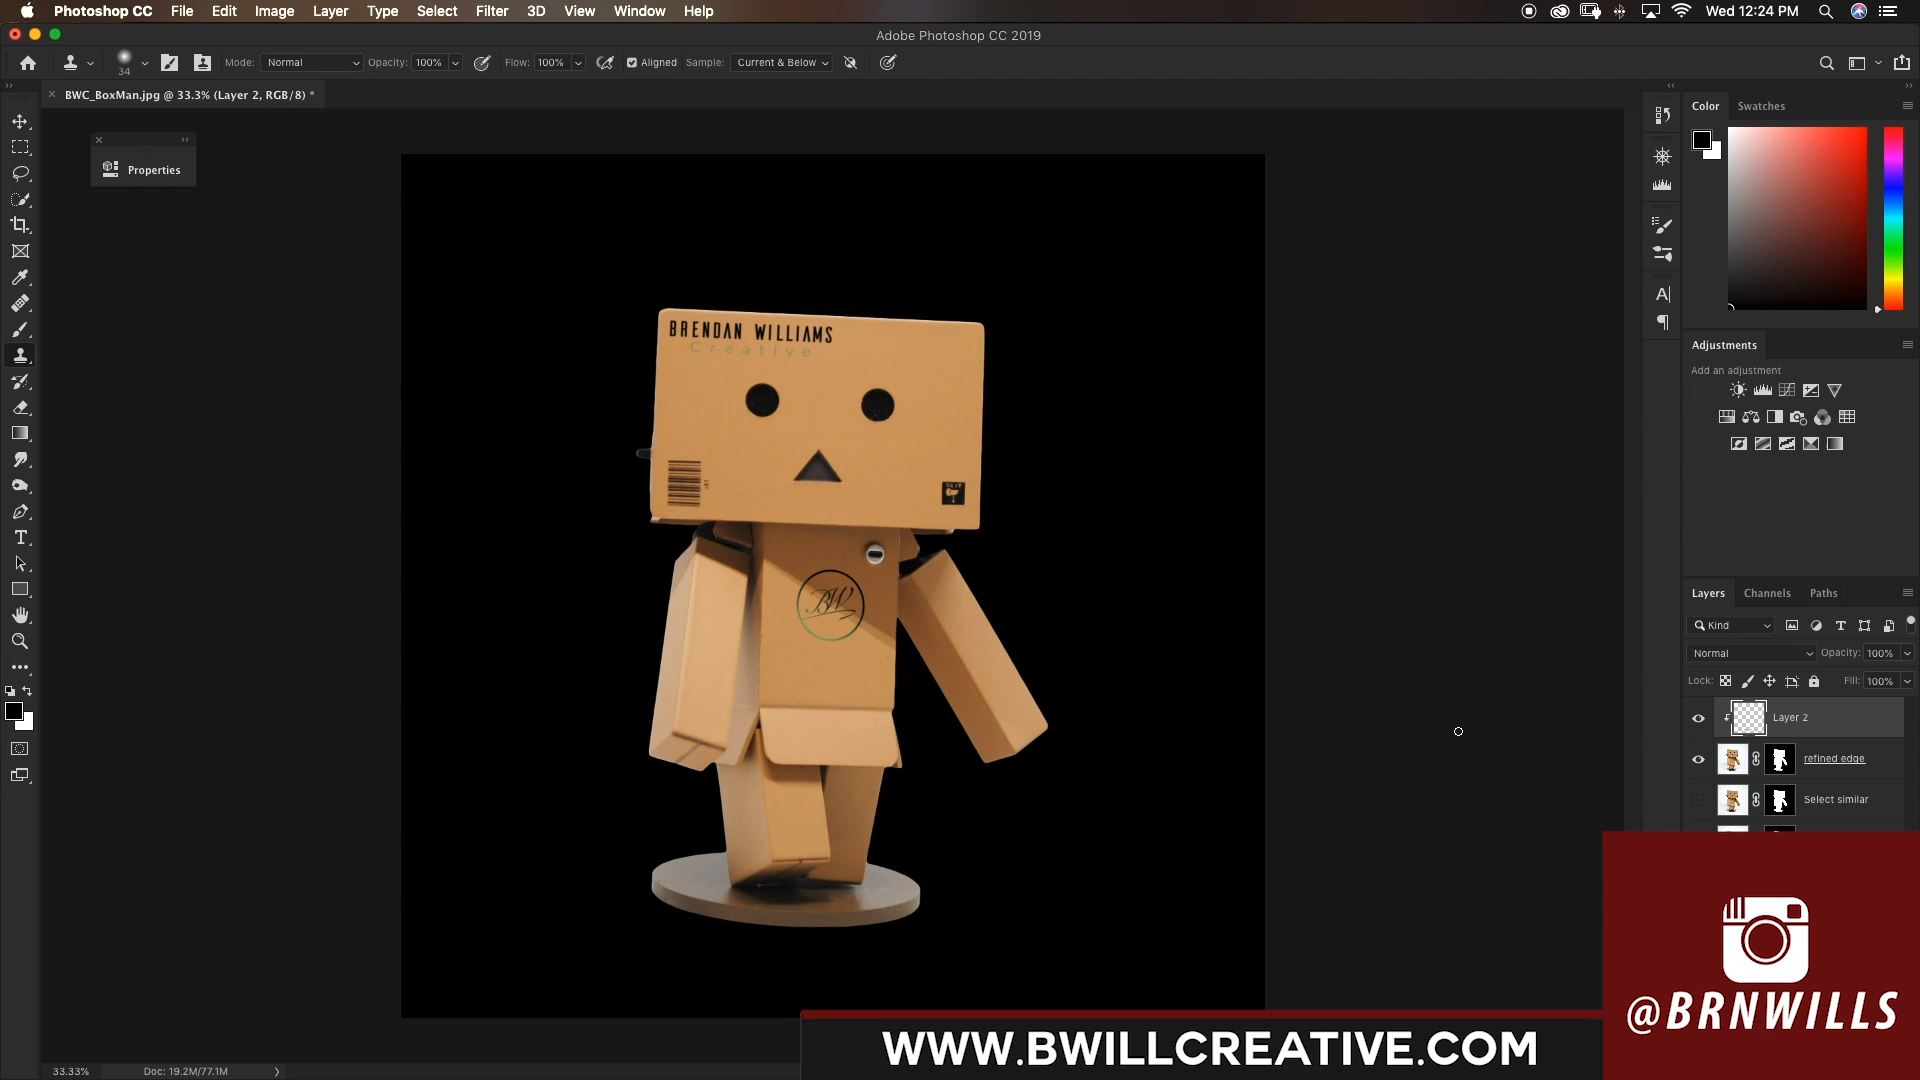 Photoshop CC File Edit Image Layer Type Select Filter 3D View Window Help Wed 12:24 PM
Adobe Photoshop CC 2019
34 Mode: Normal Opacity: 100% Flow: 100% Aligned Sample: Current & Below
BWC_BoxMan.jpg @ 33.3% (Layer 2, RGB/8) *
Properties
BRENDAN WILLIAMS
Creative
BW
Color Swatches
Adjustments
Add an adjustment
Layers Channels Paths
Kind
Normal Opacity: 100%
Lock: Fill: 100%
Layer 2
refined edge
Select similar
33.33% Doc: 19.2M/77.1M
@BRNWILLS
WWW.BWILLCREATIVE.COM